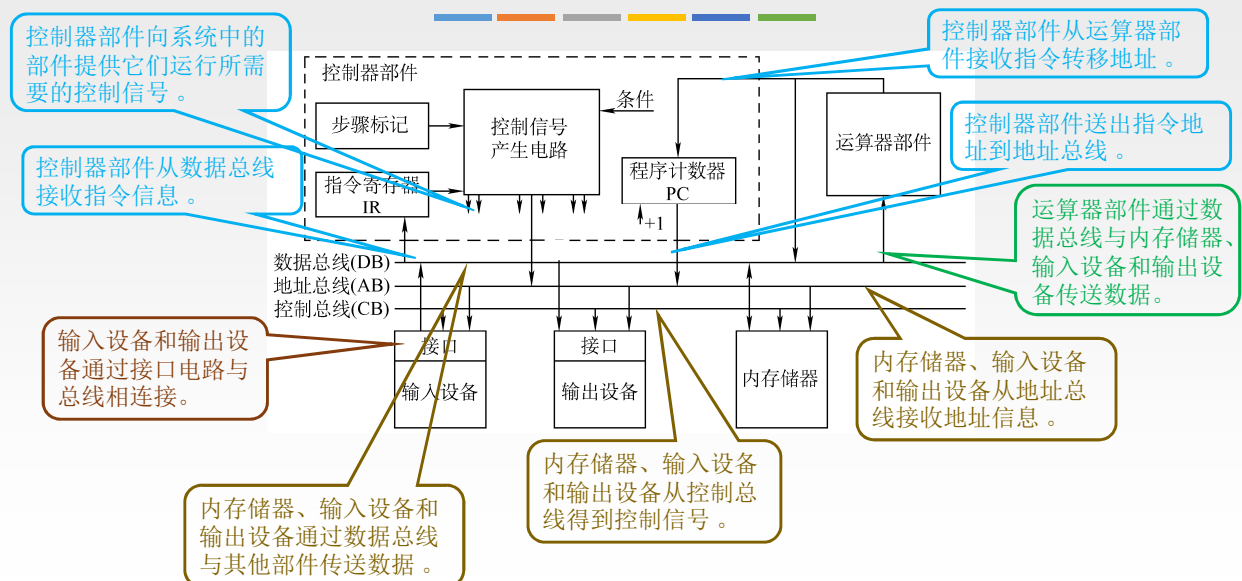 控制器部件向系统中的
部件提供它们运行所需
要的控制信号 。
控制器部件从运算器部
件接收指令转移地址 。
控制器部件
步骤标记
控制信号
产生电路
条件
运算器部件
控制器部件送出指令地
址到地址总线 。
控制器部件从数据总线
接收指令信息 。
指令寄存器
IR
程序计数器
PC
+1
运算器部件通过数
据总线与内存储器、
输入设备和输出设
备传送数据。
数据总线(DB)
地址总线(AB)
控制总线(CB)
输入设备和输出设
备通过接口电路与
总线相连接。
接口
输入设备
接口
输出设备
内存储器
内存储器、输入设备
和输出设备从地址总
线接收地址信息 。
内存储器、输入设备
和输出设备从控制总
线得到控制信号 。
内存储器、输入设备和
输出设备通过数据总线
与其他部件传送数据 。